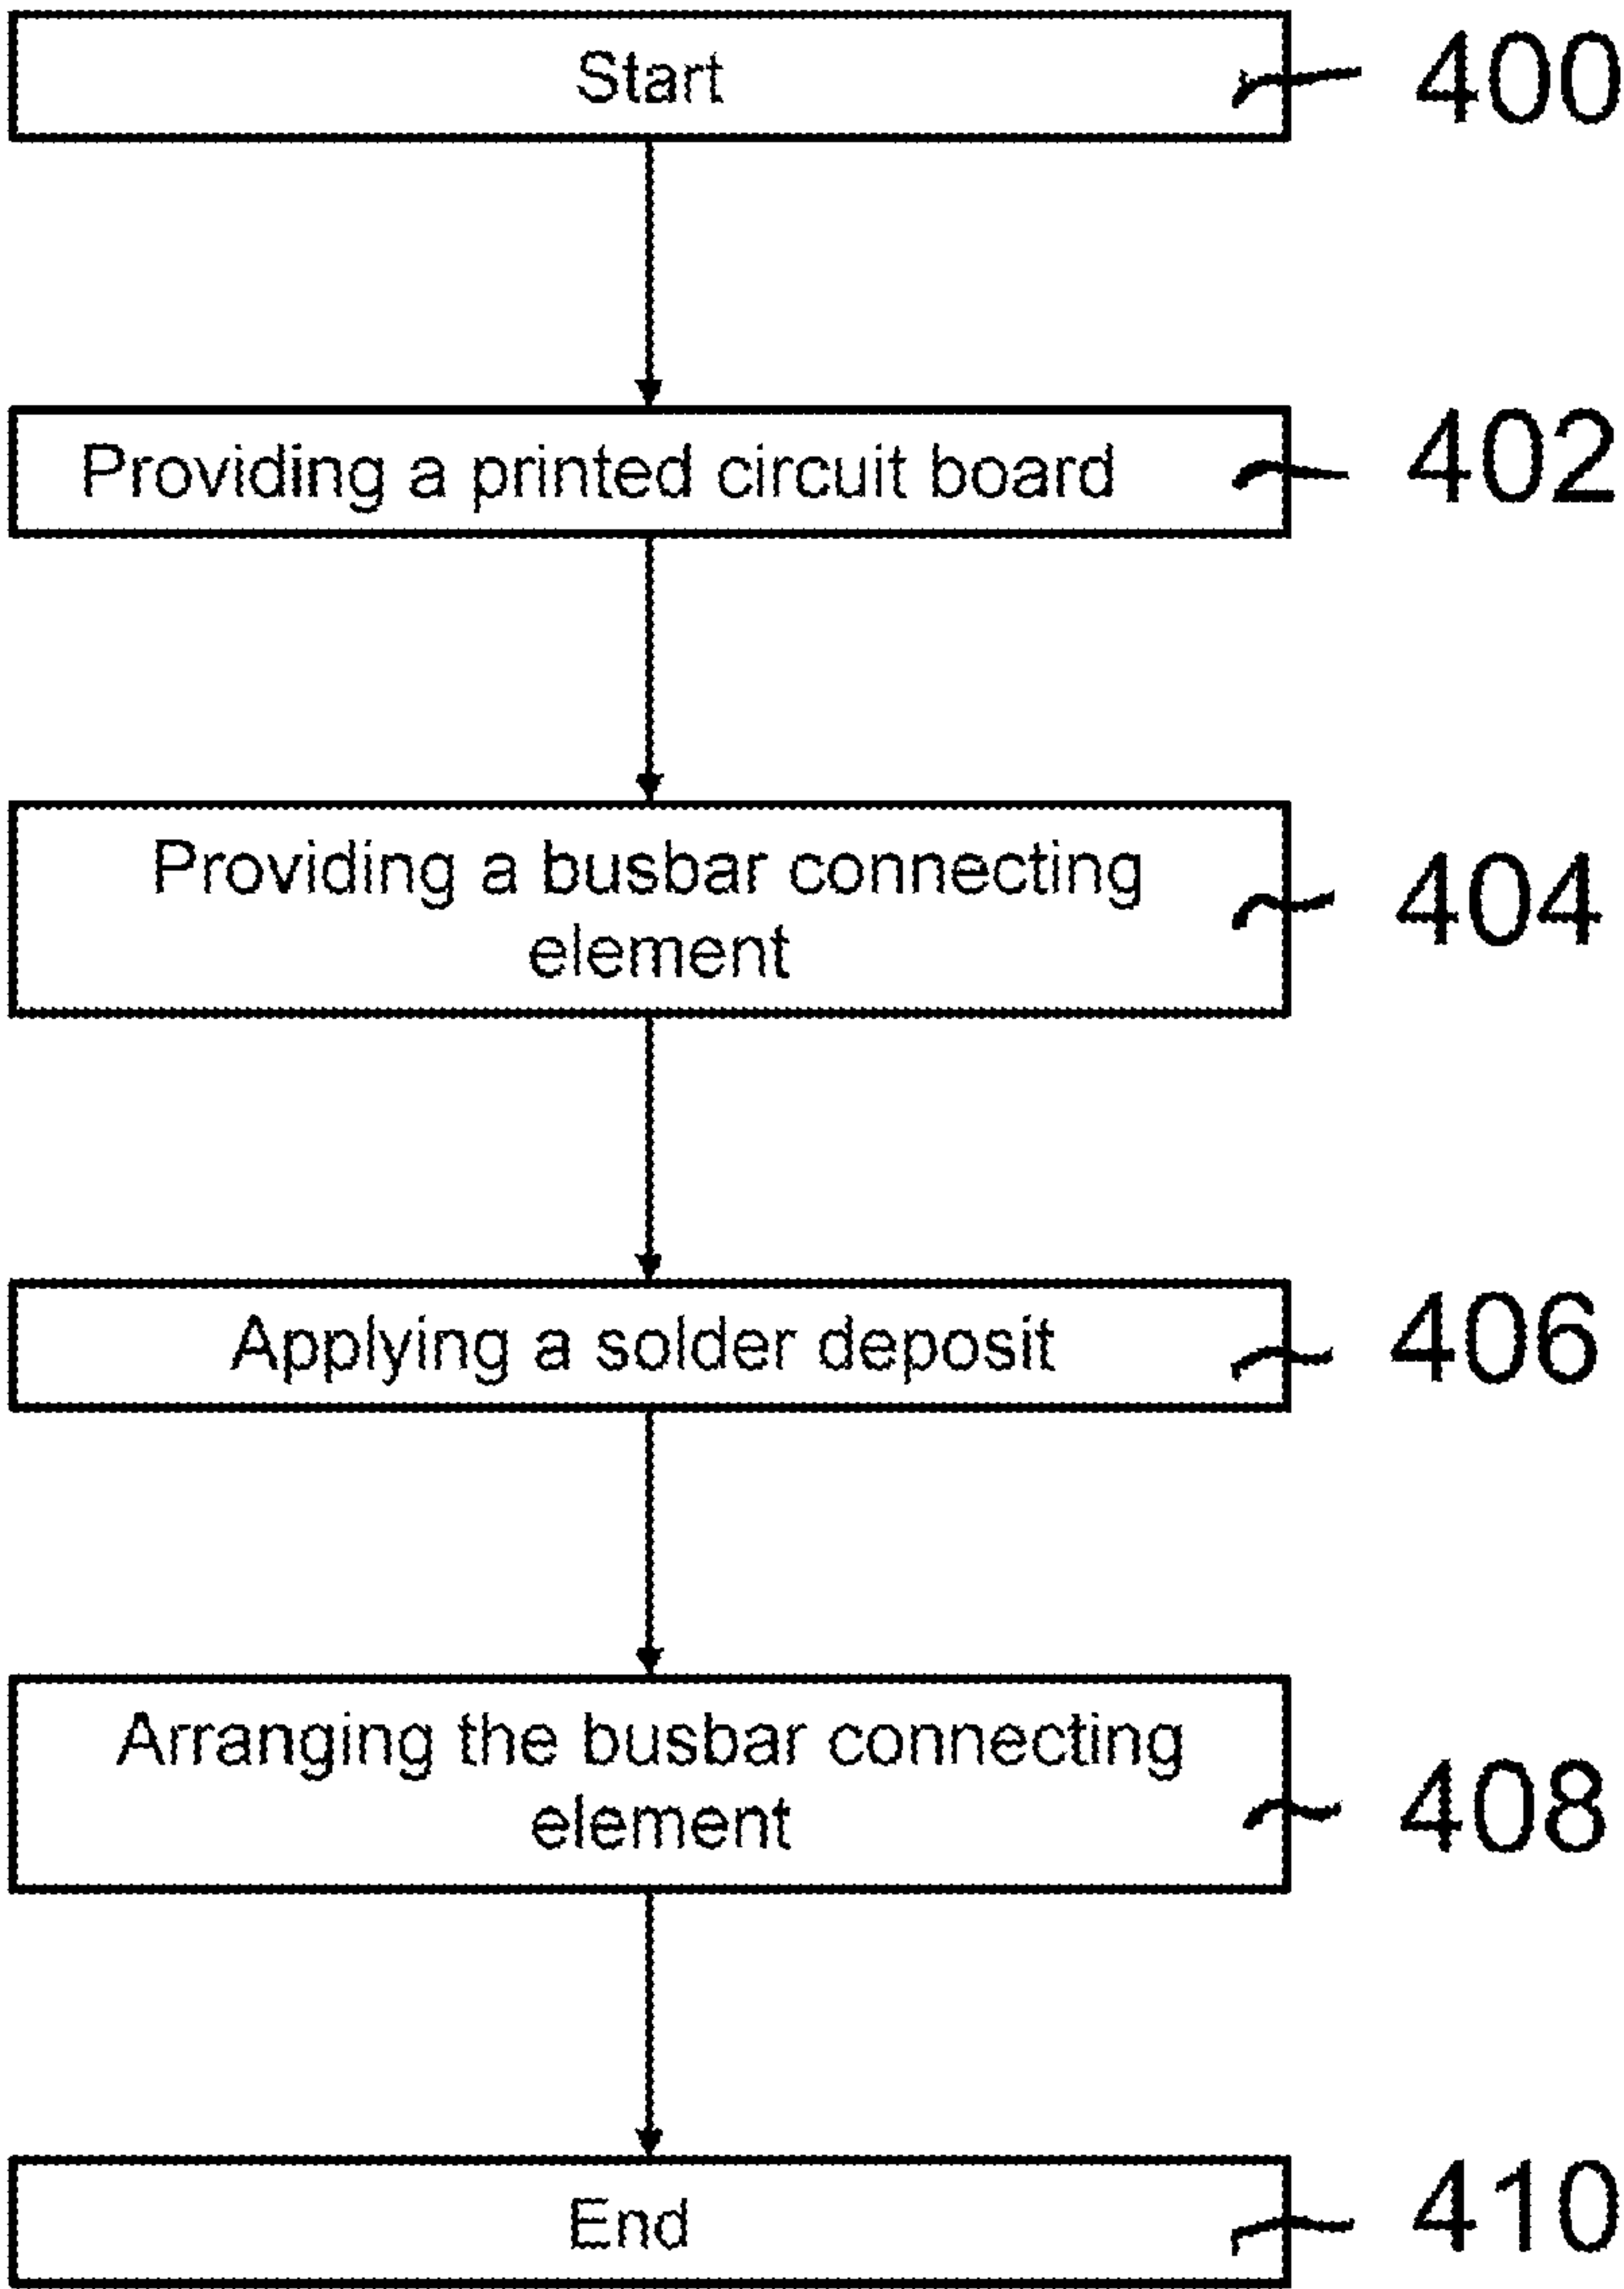 Start
400
Providing a printed circuit board
402
Providing a busbar connecting
element
404
Applying a solder deposit
406
Arranging the busbar connecting
element
408
End
410